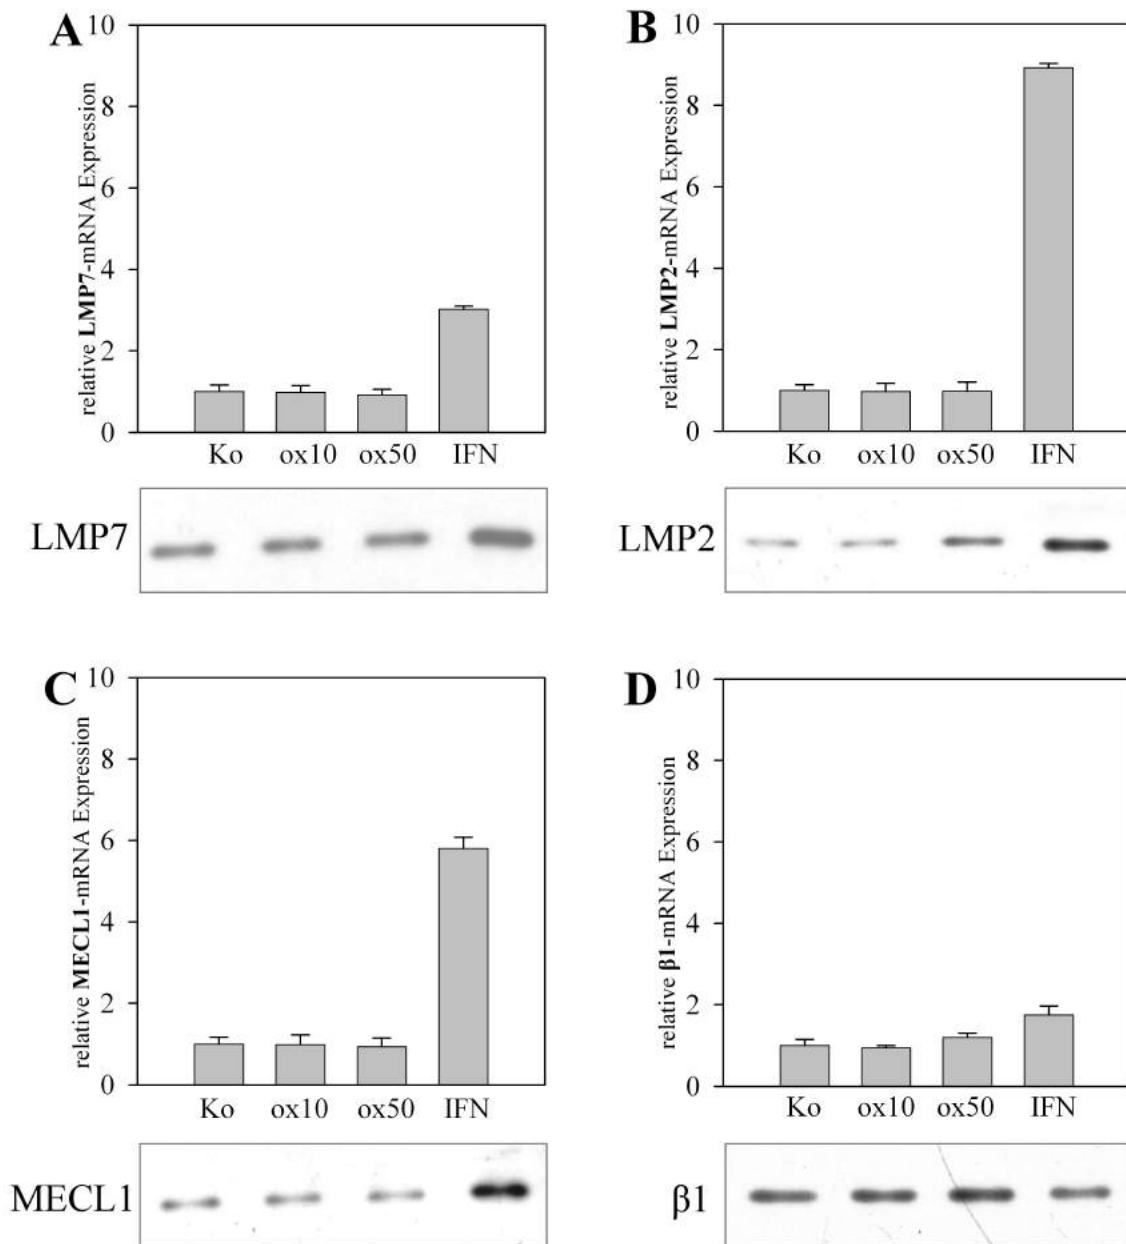 A
relative LMP7-mRNA Expression
10
8
6
4
2
0
Ko ox10 ox50 IFN
LMP7
B
relative LMP2-mRNA Expression
10
8
6
4
2
0
Ko ox10 ox50 IFN
LMP2
C
relative MECL1-mRNA Expression
10
8
6
4
2
0
Ko ox10 ox50 IFN
MECL1
D
relative β1-mRNA Expression
10
8
6
4
2
0
Ko ox10 ox50 IFN
β1